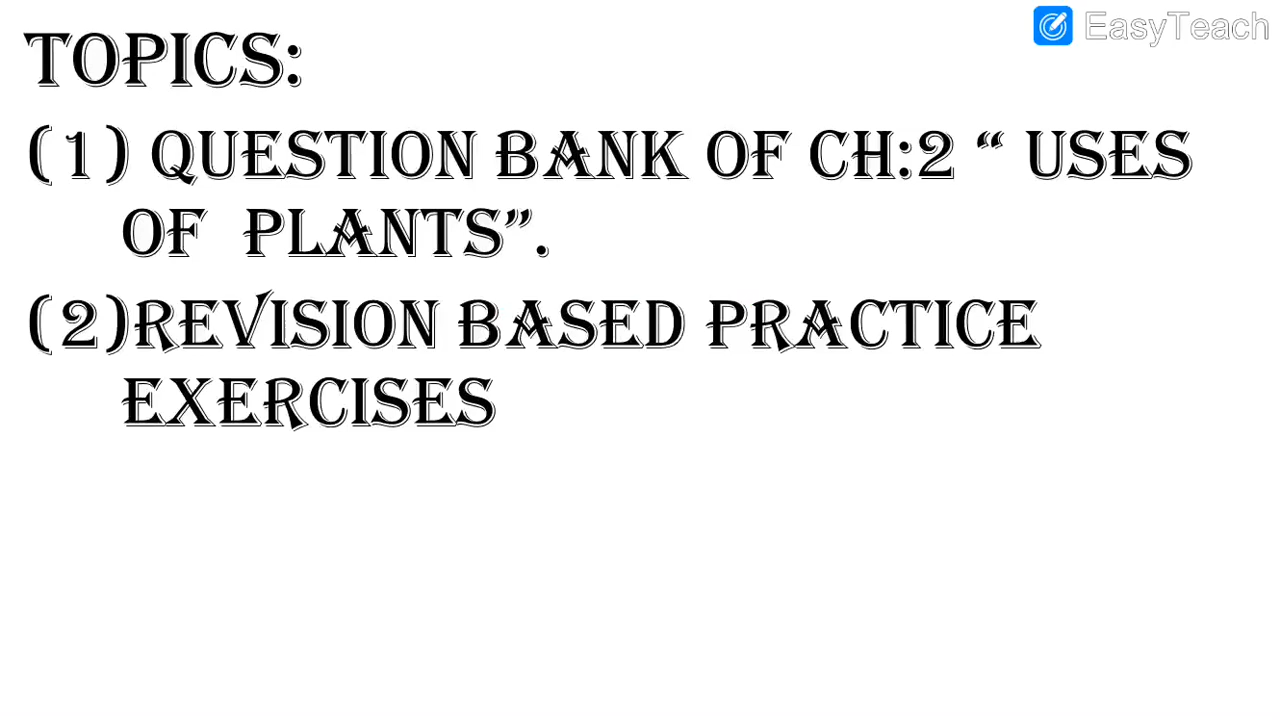 EasyTeach
TOPICS:
(1) QUESTION BANK OF CH:2 “ USES
OF PLANTS”.
(2)REVISION BASED PRACTICE
EXERCISES